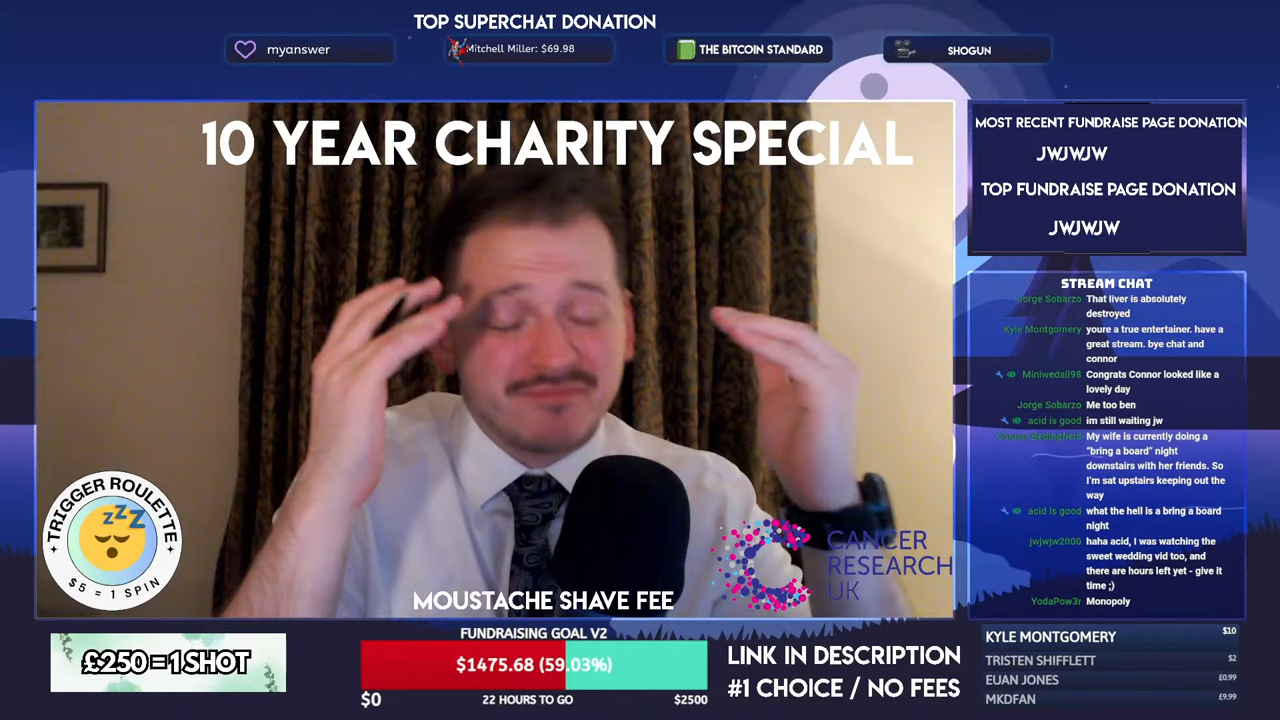 TOP SUPERCHAT DONATION
myanswer
Mitchell Miller: $69.98
THE BITCOIN STANDARD
SHOGUN
10 YEAR CHARITY SPECIAL
MOST RECENT FUNDRAISE PAGE DONATION
JWJWJW
TOP FUNDRAISE PAGE DONATION
JWJWJW
STREAM CHAT
Jorge Sobarzo That liver is absolutely
destroyed
Kyle Montgomery youre a true entertainer. have a
great stream. bye chat and
connor
Miniwedall98 Congrats Connor looked like a
lovely day
Jorge Sobarzo Me too ben
acid is good im still waiting jw
Connor Bedingfield My wife is currently doing a
"bring a board" night
downstairs with her friends. So
I'm sat upstairs keeping out the
way
acid is good what the hell is a bring a board
night
jwjwjw2000 haha acid, I was watching the
sweet wedding vid too, and
there are hours left yet - give it
time ;)
YodaPow3r Monopoly
TRIGGER ROULETTE
zzz
$5 = 1 SPIN
CANCER
RESEARCH
UK
MOUSTACHE SHAVE FEE
FUNDRAISING GOAL V2
£250 = 1 SHOT
$1475.68 (59.03%)
$0
22 HOURS TO GO
$2500
LINK IN DESCRIPTION
#1 CHOICE / NO FEES
KYLE MONTGOMERY $10
TRISTEN SHIFFLETT $2
EUAN JONES £0.99
MKDFAN £9.99